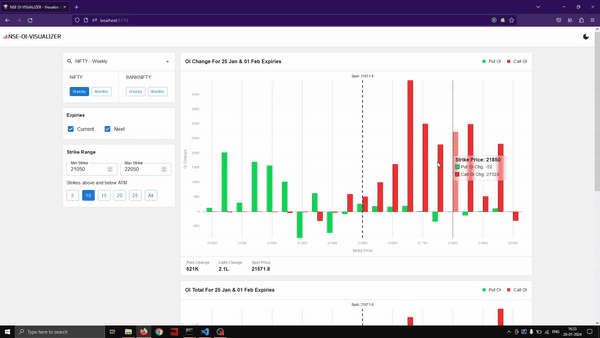 NSE OI VISUALIZER - Visualize
localhost:5173
NSE-OI-VISUALIZER
NIFTY - Weekly
NIFTY
BANKNIFTY
Weekly
Monthly
Weekly
Monthly
Expiries
Current
Next
Strike Range
Min Strike
21050
Max Strike
22050
Strikes above and below ATM
5
10
15
20
25
All
OI Change For 25 Jan & 01 Feb Expiries
Put OI
Call OI
Spot: 21571.8
OI Change
Strike Price: 21850
Put OI Chg
Call OI Chg 27324
Strike Price
Puts Change
621K
Calls Change
2.1L
Spot Price
21571.8
OI Total For 25 Jan & 01 Feb Expiries
Put OI
Call OI
Spot: 21571.8
Type here to search
ENG
20-01-2024